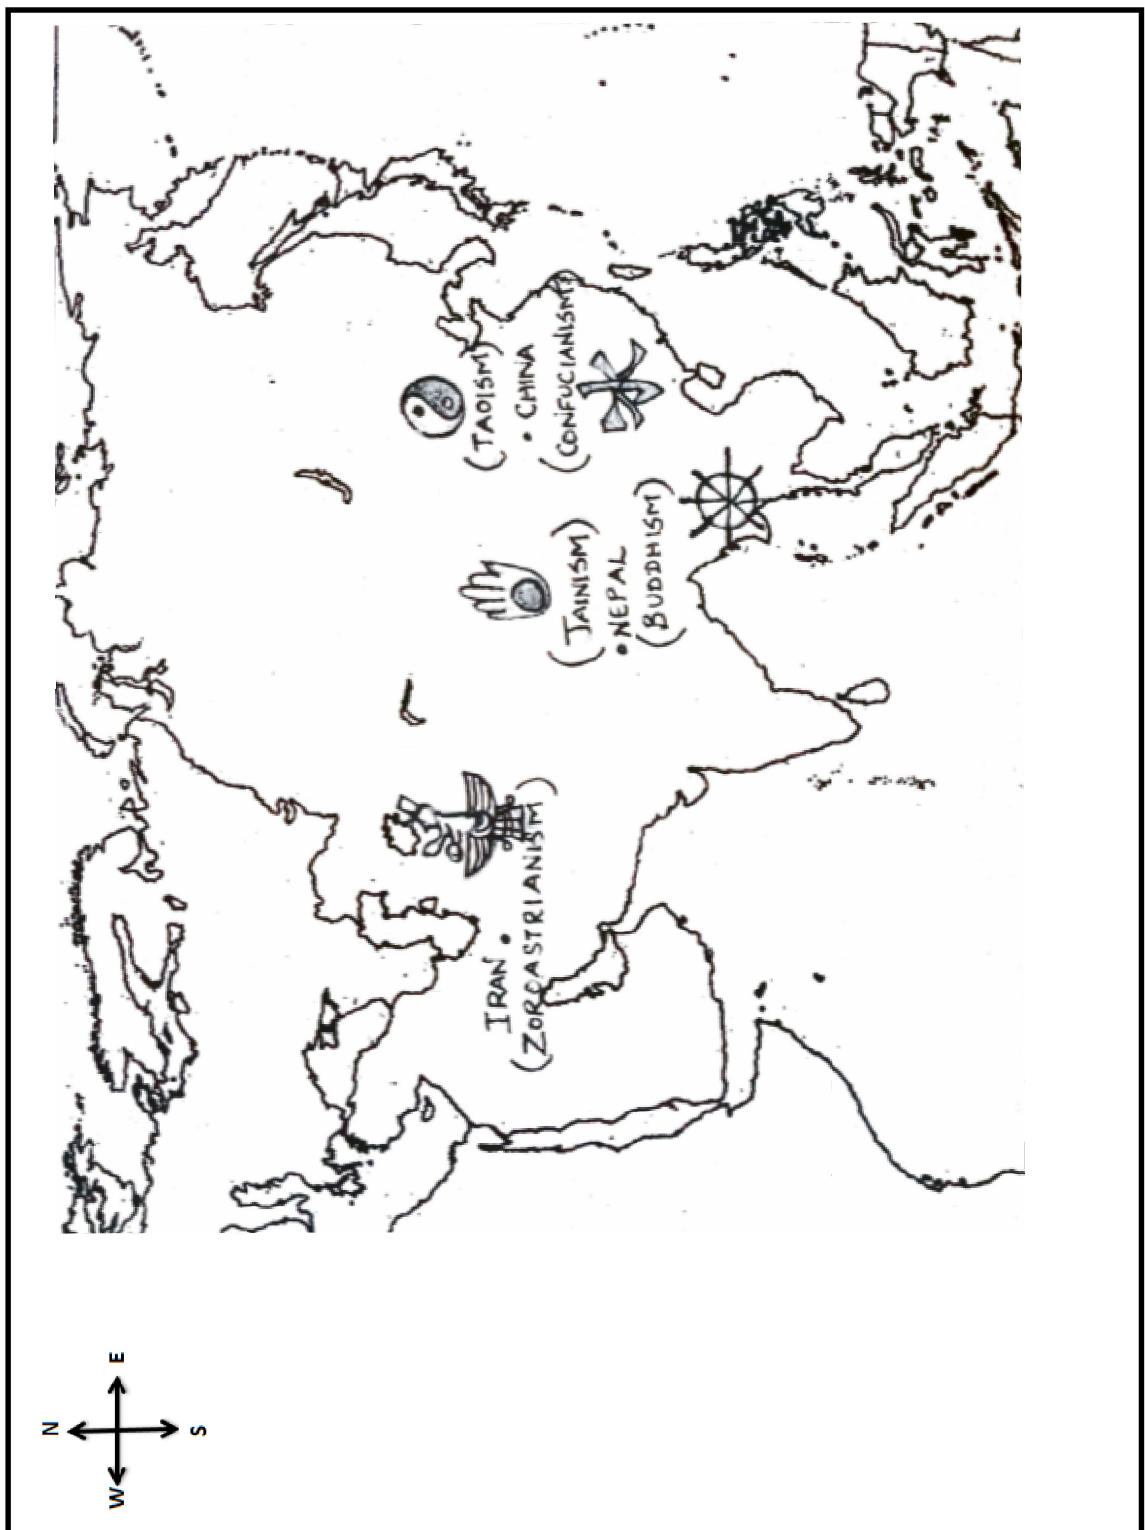 (TAOISM)
• CHINA
(CONFUCIANISM)
(JAINISM)
• NEPAL
(BUDDHISM)
IRAN •
(ZOROASTRIANISM)
N
W E
S